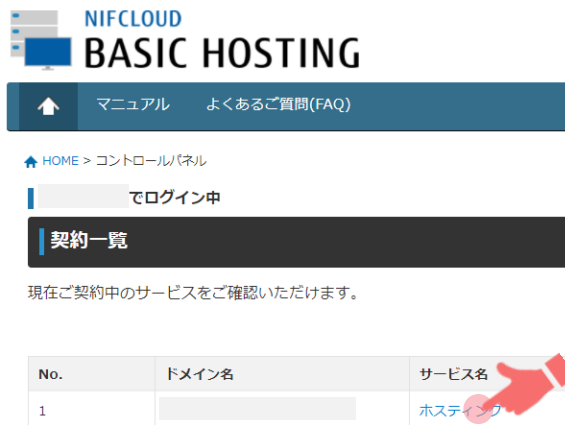 NIFCLOUD
BASIC HOSTING
マニュアル よくあるご質問(FAQ)
HOME > コントロールパネル
でログイン中
契約一覧
現在ご契約中のサービスをご確認いただけます。
No. ドメイン名 サービス名
1 ホスティング